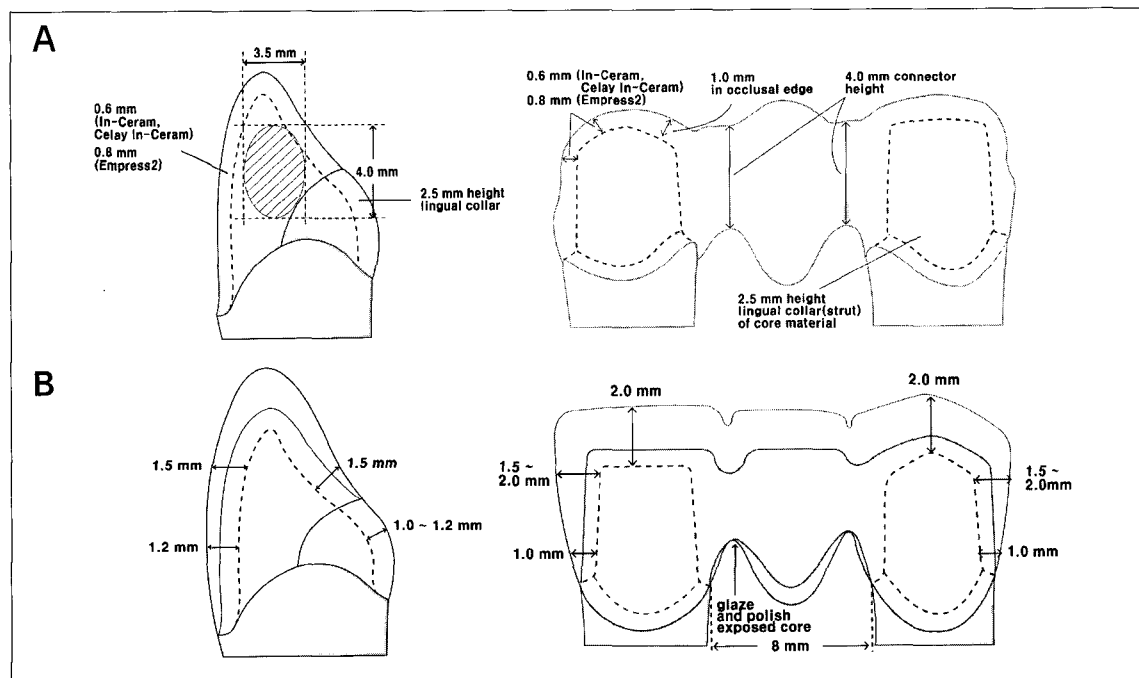 A
3.5 mm
0.6 mm
(In-Ceram,
Celay In-Ceram)
0.8 mm
(Empress2)
4.0 mm
2.5 mm height
lingual collar
0.6 mm (In-Ceram,
Celay In-Ceram)
0.8 mm (Empress2)
1.0 mm
in occlusal edge
4.0 mm connector
height
2.5 mm height
lingual collar(strut)
of core material
B
1.5 mm
1.5 mm
1.0 ~ 1.2 mm
1.2 mm
2.0 mm
2.0 mm
1.5 ~
2.0 mm
1.5 ~
2.0mm
1.0 mm
1.0 mm
glaze
and polish
exposed core
8 mm